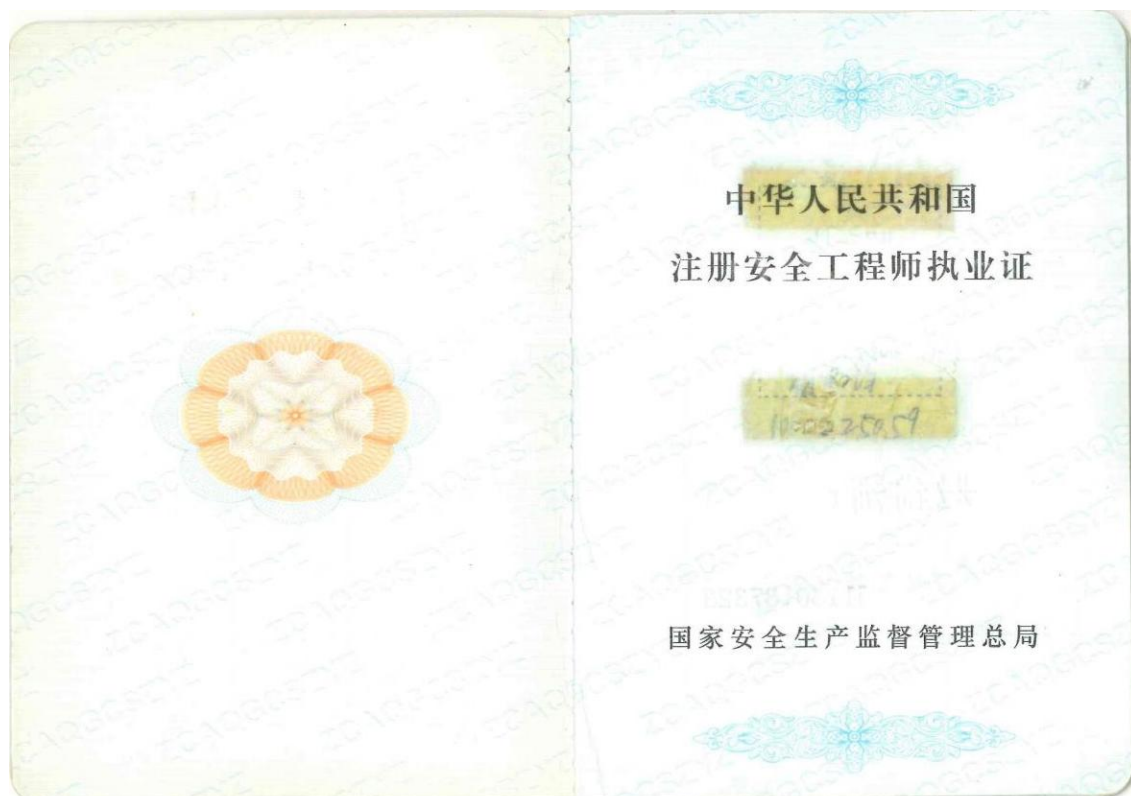 中华人民共和国
注册安全工程师执业证
国家安全生产监督管理总局